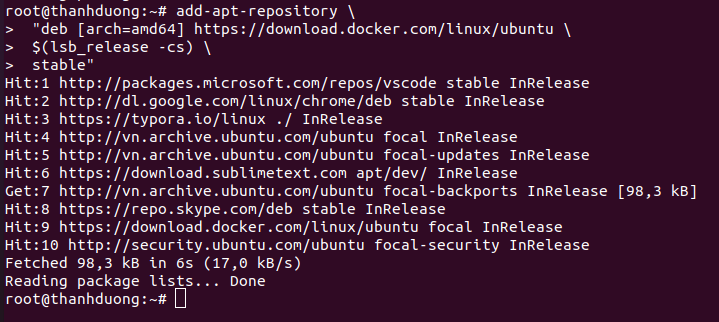 root@thanhduong:~# add-apt-repository \
>  "deb [arch=amd64] https://download.docker.com/linux/ubuntu \
>  $(lsb_release -cs) \
>  stable"
Hit:1 http://packages.microsoft.com/repos/vscode stable InRelease
Hit:2 http://dl.google.com/linux/chrome/deb stable InRelease
Hit:3 https://typora.io/linux ./ InRelease
Hit:4 http://vn.archive.ubuntu.com/ubuntu focal InRelease
Hit:5 http://vn.archive.ubuntu.com/ubuntu focal-updates InRelease
Hit:6 https://download.sublimetext.com apt/dev/ InRelease
Get:7 http://vn.archive.ubuntu.com/ubuntu focal-backports InRelease [98,3 kB]
Hit:8 https://repo.skype.com/deb stable InRelease
Hit:9 https://download.docker.com/linux/ubuntu focal InRelease
Hit:10 http://security.ubuntu.com/ubuntu focal-security InRelease
Fetched 98,3 kB in 6s (17,0 kB/s)
Reading package lists... Done
root@thanhduong:~#